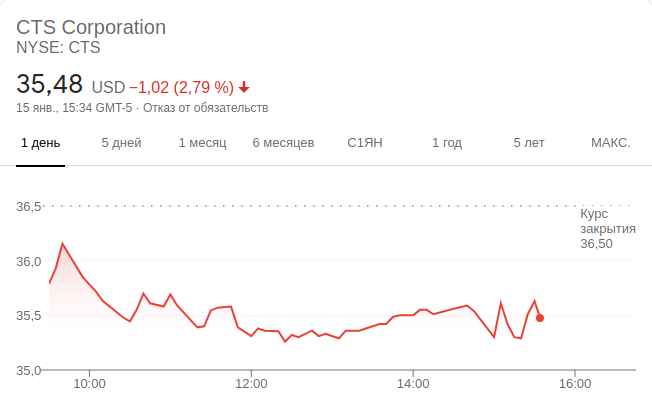 CTS Corporation
NYSE: CTS
35,48 USD −1,02 (2,79 %)
15 янв., 15:34 GMT-5 · Отказ от обязательств
1 день 5 дней 1 месяц 6 месяцев С1ЯН 1 год 5 лет МАКС.
36,5
Курс
закрытия
36,50
36,0
35,5
35,0
10:00 12:00 14:00 16:00